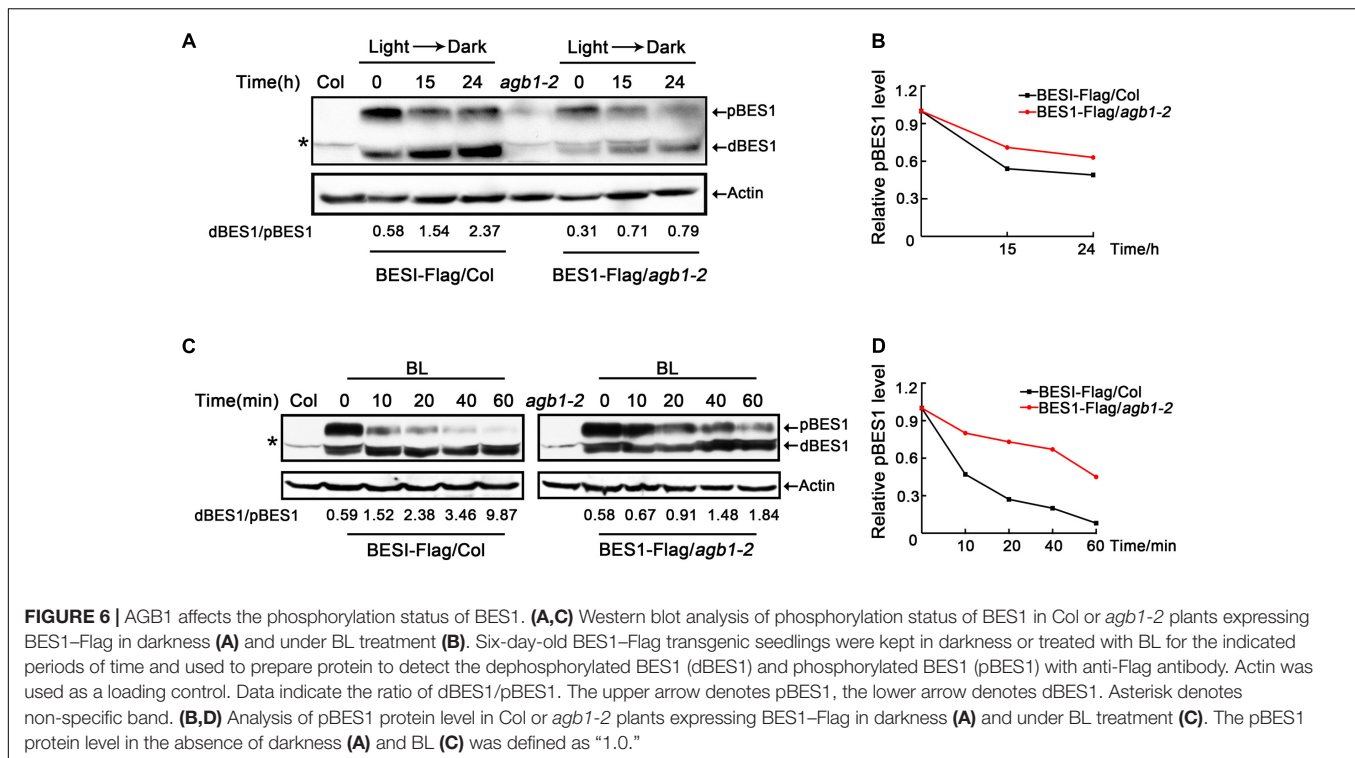 A
Light → Dark Light → Dark
Time(h) Col 0 15 24 agb1-2 0 15 24
←pBES1
*
←dBES1
←Actin
dBES1/pBES1 0.58 1.54 2.37 0.31 0.71 0.79
BESI-Flag/Col BES1-Flag/agb1-2
B
Relative pBES1 level
1.2
0.9
0.6
0.3
0
15 24 Time/h
BESI-Flag/Col
BES1-Flag/agb1-2
C
BL BL
Time(min) Col 0 10 20 40 60 agb1-2 0 10 20 40 60
←pBES1
*
←dBES1
←Actin
dBES1/pBES1 0.59 1.52 2.38 3.46 9.87 0.58 0.67 0.91 1.48 1.84
BESI-Flag/Col BES1-Flag/agb1-2
D
Relative pBES1 level
1.2
0.9
0.6
0.3
0
10 20 40 60 Time/min
BESI-Flag/Col
BES1-Flag/agb1-2
FIGURE 6 | AGB1 affects the phosphorylation status of BES1. (A,C) Western blot analysis of phosphorylation status of BES1 in Col or agb1-2 plants expressing
BES1–Flag in darkness (A) and under BL treatment (B). Six-day-old BES1–Flag transgenic seedlings were kept in darkness or treated with BL for the indicated
periods of time and used to prepare protein to detect the dephosphorylated BES1 (dBES1) and phosphorylated BES1 (pBES1) with anti-Flag antibody. Actin was
used as a loading control. Data indicate the ratio of dBES1/pBES1. The upper arrow denotes pBES1, the lower arrow denotes dBES1. Asterisk denotes
non-specific band. (B,D) Analysis of pBES1 protein level in Col or agb1-2 plants expressing BES1–Flag in darkness (A) and under BL treatment (C). The pBES1
protein level in the absence of darkness (A) and BL (C) was defined as “1.0.”